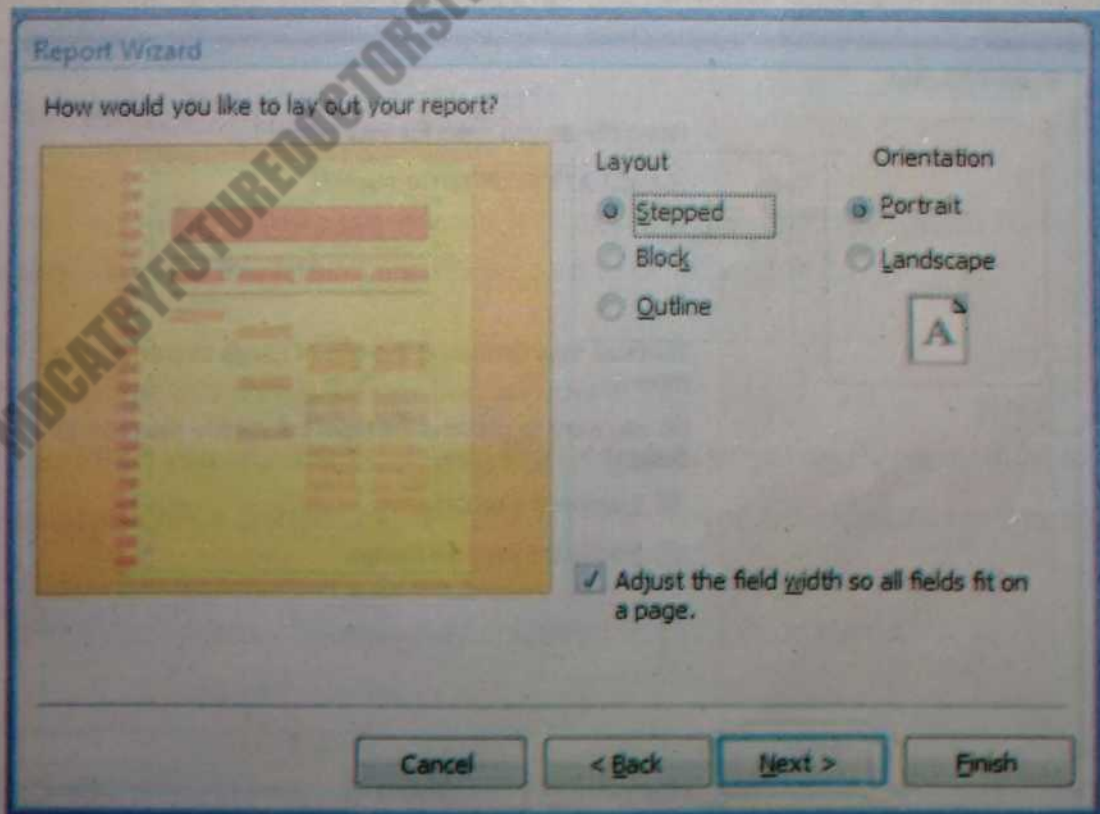 Report Wizard
How would you like to lay out your report?
Layout
Stepped
Block
Outline
Orientation
Portrait
Landscape
A
Adjust the field width so all fields fit on
a page.
Cancel
< Back
Next >
Finish